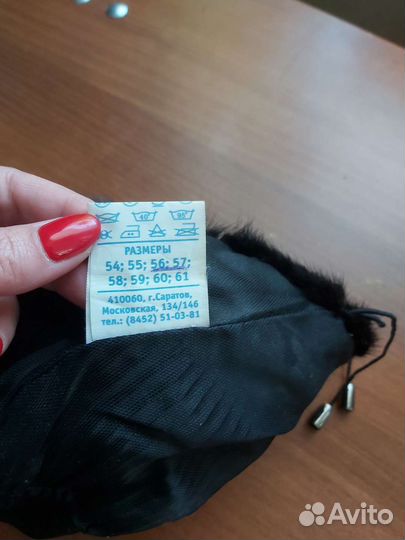 40°
РАЗМЕРЫ
54; 55; 56; 57;
58; 59; 60; 61
410060, г.Саратов,
Московская, 134/146
тел.: (8452) 51-03-81
Avito